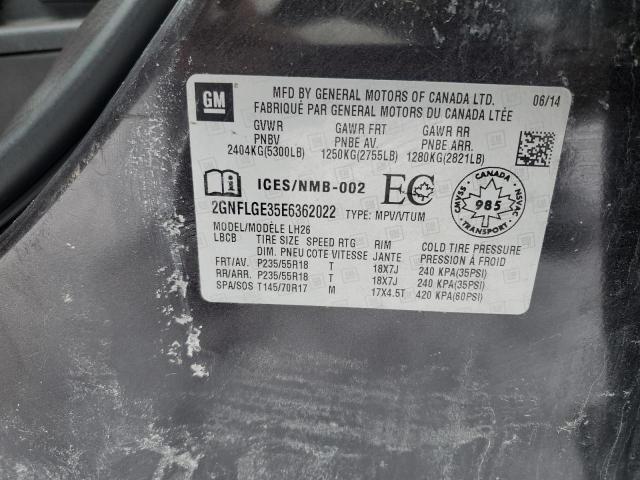 GM
MFD BY GENERAL MOTORS OF CANADA LTD. 06/14
FABRIQUÉ PAR GENERAL MOTORS DU CANADA LTÉE
GVWR GAWR FRT GAWR RR
PNBV PNBE AV. PNBE ARR.
2404KG(5300LB) 1250KG(2755LB) 1280KG(2821LB)
ICES/NMB-002 EC
2GNFLGE35E6362022 TYPE: MPV/VTUM
CANADA
CMVSS NSVAC
985
TRANSPORT
MODEL/MODÈLE LH26
LBCB TIRE SIZE SPEED RTG RIM COLD TIRE PRESSURE
DIM. PNEU COTE VITESSE JANTE PRESSION À FROID
FRT/AV. P235/55R18 T 18X7J 240 KPA(35PSI)
RR/ARR. P235/55R18 T 18X7J 240 KPA(35PSI)
SPA/SOS T145/70R17 M 17X4.5T 420 KPA(60PSI)